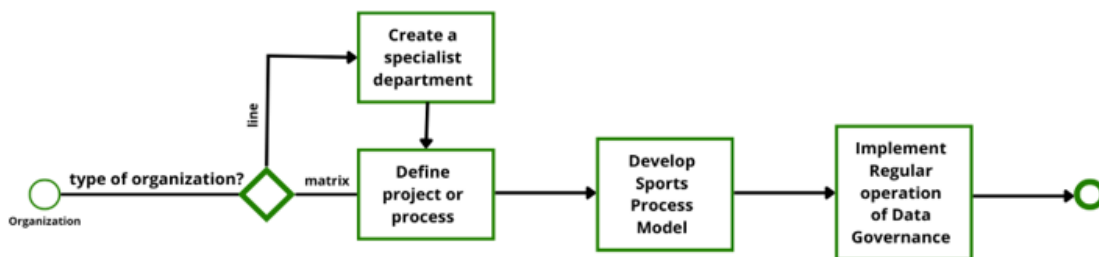 Organization
type of organization?
line
matrix
Create a
specialist
department
Define
project or
process
Develop
Sports
Process
Model
Implement
Regular
operation
of Data
Governance